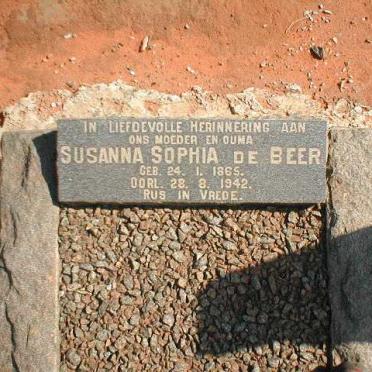 IN LIEFDEVOLLE HERINNERING AAN
ONS MOEDER EN OUMA
SUSANNA SOPHIA DE BEER
GEB. 24. 1. 1865.
OORL. 28. 8. 1942.
RUS IN VREDE.